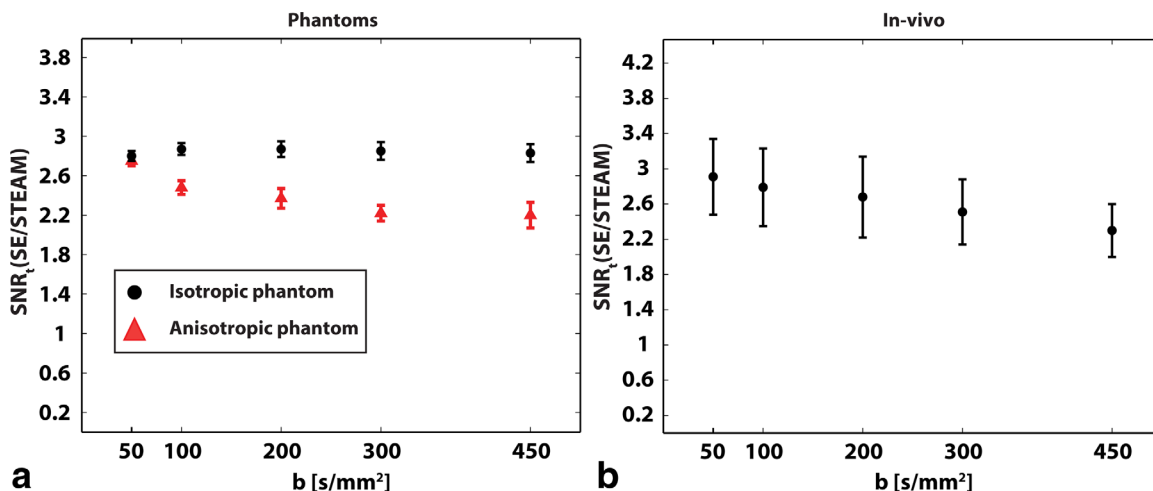 Phantoms
SNRt(SE/STEAM)
3.8
3.4
3
2.6
2.2
1.8
1.4
1
0.6
0.2
Isotropic phantom
Anisotropic phantom
50 100 200 300 450
b [s/mm²]
a
In-vivo
SNRt(SE/STEAM)
4.2
3.8
3.4
3
2.6
2.2
1.8
1.4
1
0.6
0.2
50 100 200 300 450
b [s/mm²]
b